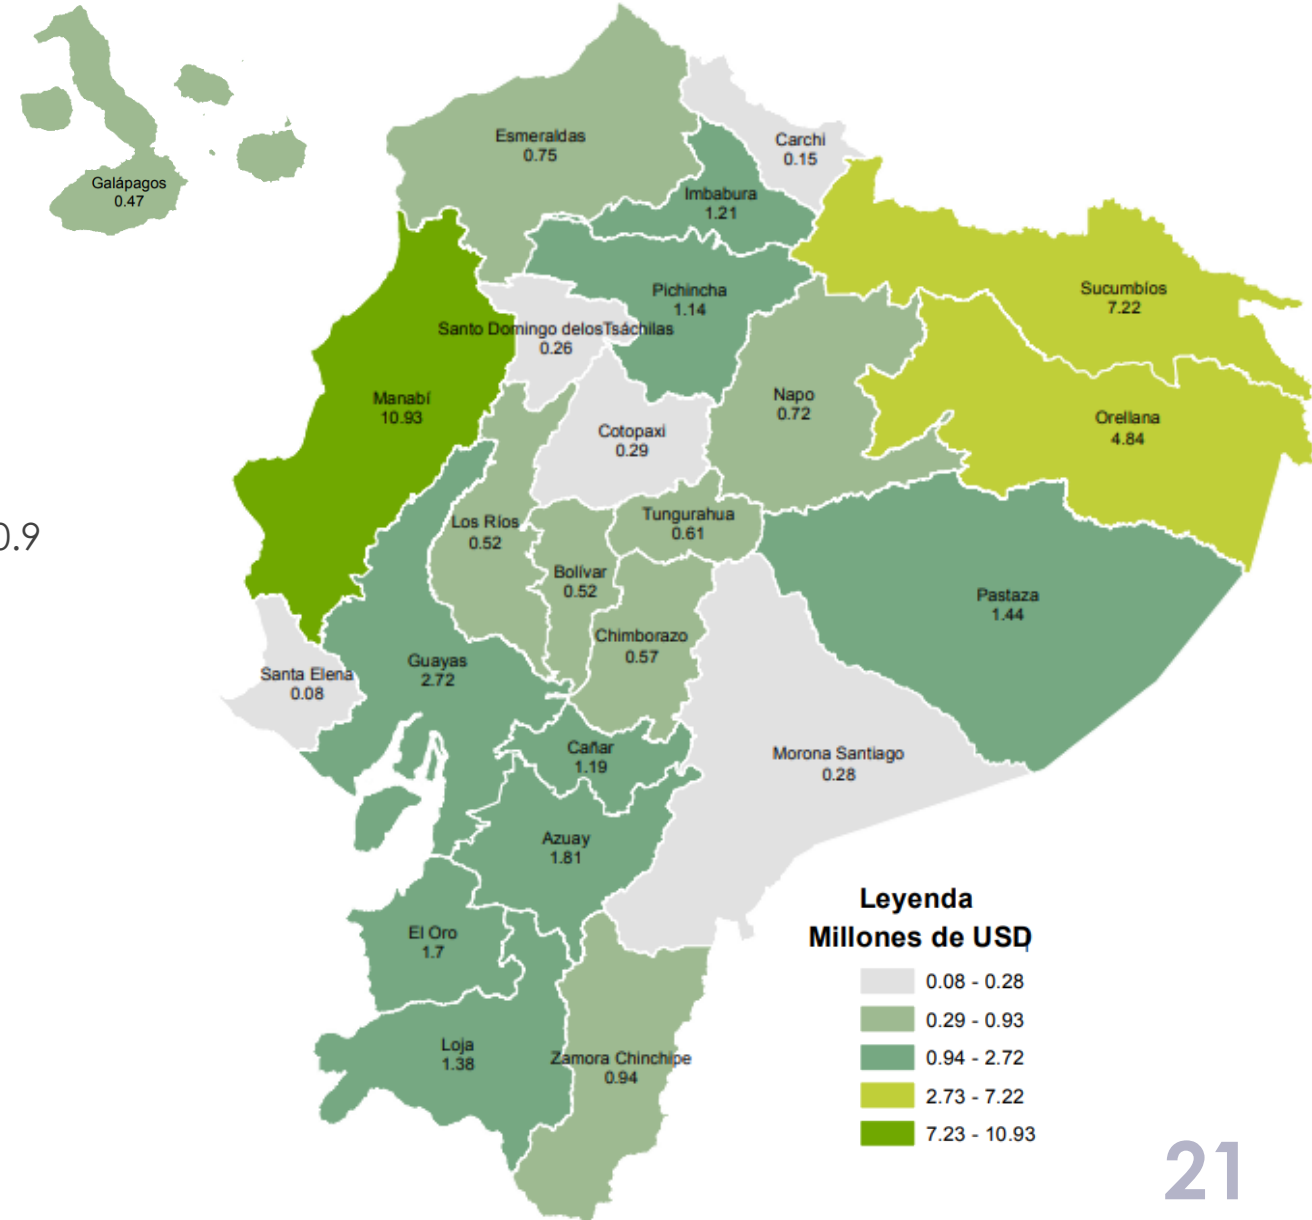 Galápagos
0.47
Esmeraldas
0.75
Carchi
0.15
Imbabura
1.21
Pichincha
1.14
Sucumbíos
7.22
Santo Domingo delosTsáchilas
0.26
Manabí
10.93
Cotopaxi
0.29
Napo
0.72
Orellana
4.84
0.9
Los Ríos
0.52
Tungurahua
0.61
Bolívar
0.52
Pastaza
1.44
Chimborazo
0.57
Guayas
2.72
Santa Elena
0.08
Cañar
1.19
Morona Santiago
0.28
Azuay
1.81
El Oro
1.7
Loja
1.38
Zamora Chinchipe
0.94
Leyenda
Millones de USD
0.08 - 0.28
0.29 - 0.93
0.94 - 2.72
2.73 - 7.22
7.23 - 10.93
21